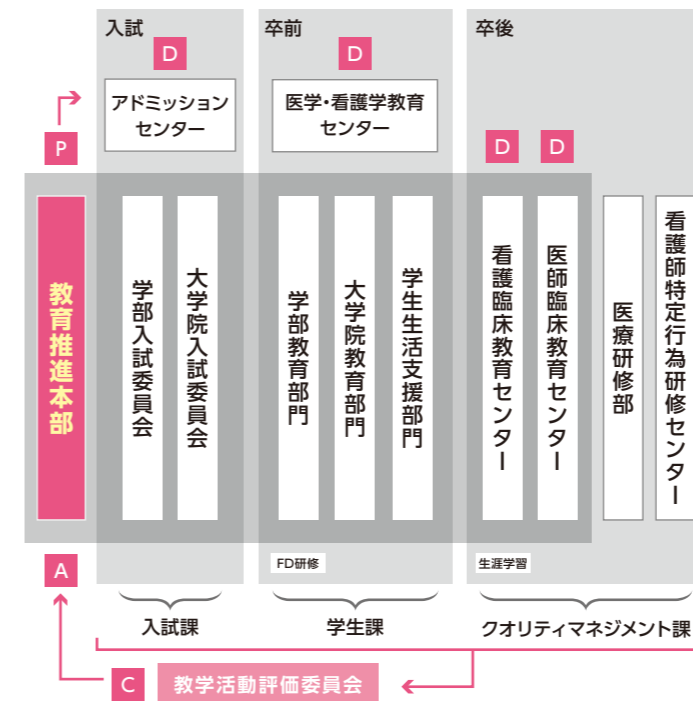 入試
卒前
卒後
D
D
アドミッション
センター
医学・看護学教育
センター
P
D
D
教育推進本部
学部入試委員会
大学院入試委員会
学部教育部門
大学院教育部門
学生生活支援部門
看護臨床教育センター
医師臨床教育センター
医療研修部
看護師特定行為研修センター
A
FD研修
生涯学習
入試課
学生課
クオリティマネジメント課
C
教学活動評価委員会